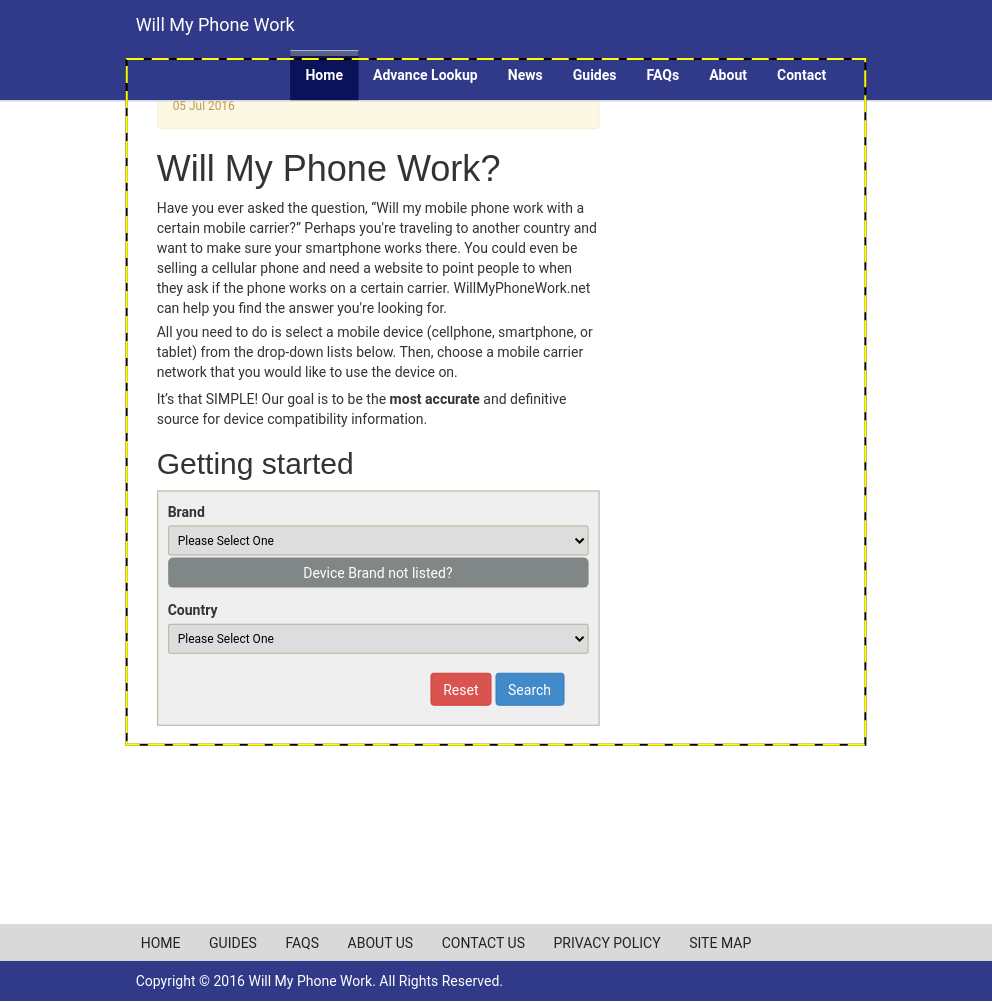 Will My Phone Work
Home Advance Lookup News Guides FAQs About Contact
05 Jul 2016
Will My Phone Work?
Have you ever asked the question, “Will my mobile phone work with a
certain mobile carrier?” Perhaps you're traveling to another country and
want to make sure your smartphone works there. You could even be
selling a cellular phone and need a website to point people to when
they ask if the phone works on a certain carrier. WillMyPhoneWork.net
can help you find the answer you're looking for.
All you need to do is select a mobile device (cellphone, smartphone, or
tablet) from the drop-down lists below. Then, choose a mobile carrier
network that you would like to use the device on.
It’s that SIMPLE! Our goal is to be the most accurate and definitive
source for device compatibility information.
Getting started
Brand
Please Select One
Device Brand not listed?
Country
Please Select One
Reset Search
HOME GUIDES FAQS ABOUT US CONTACT US PRIVACY POLICY SITE MAP
Copyright © 2016 Will My Phone Work. All Rights Reserved.